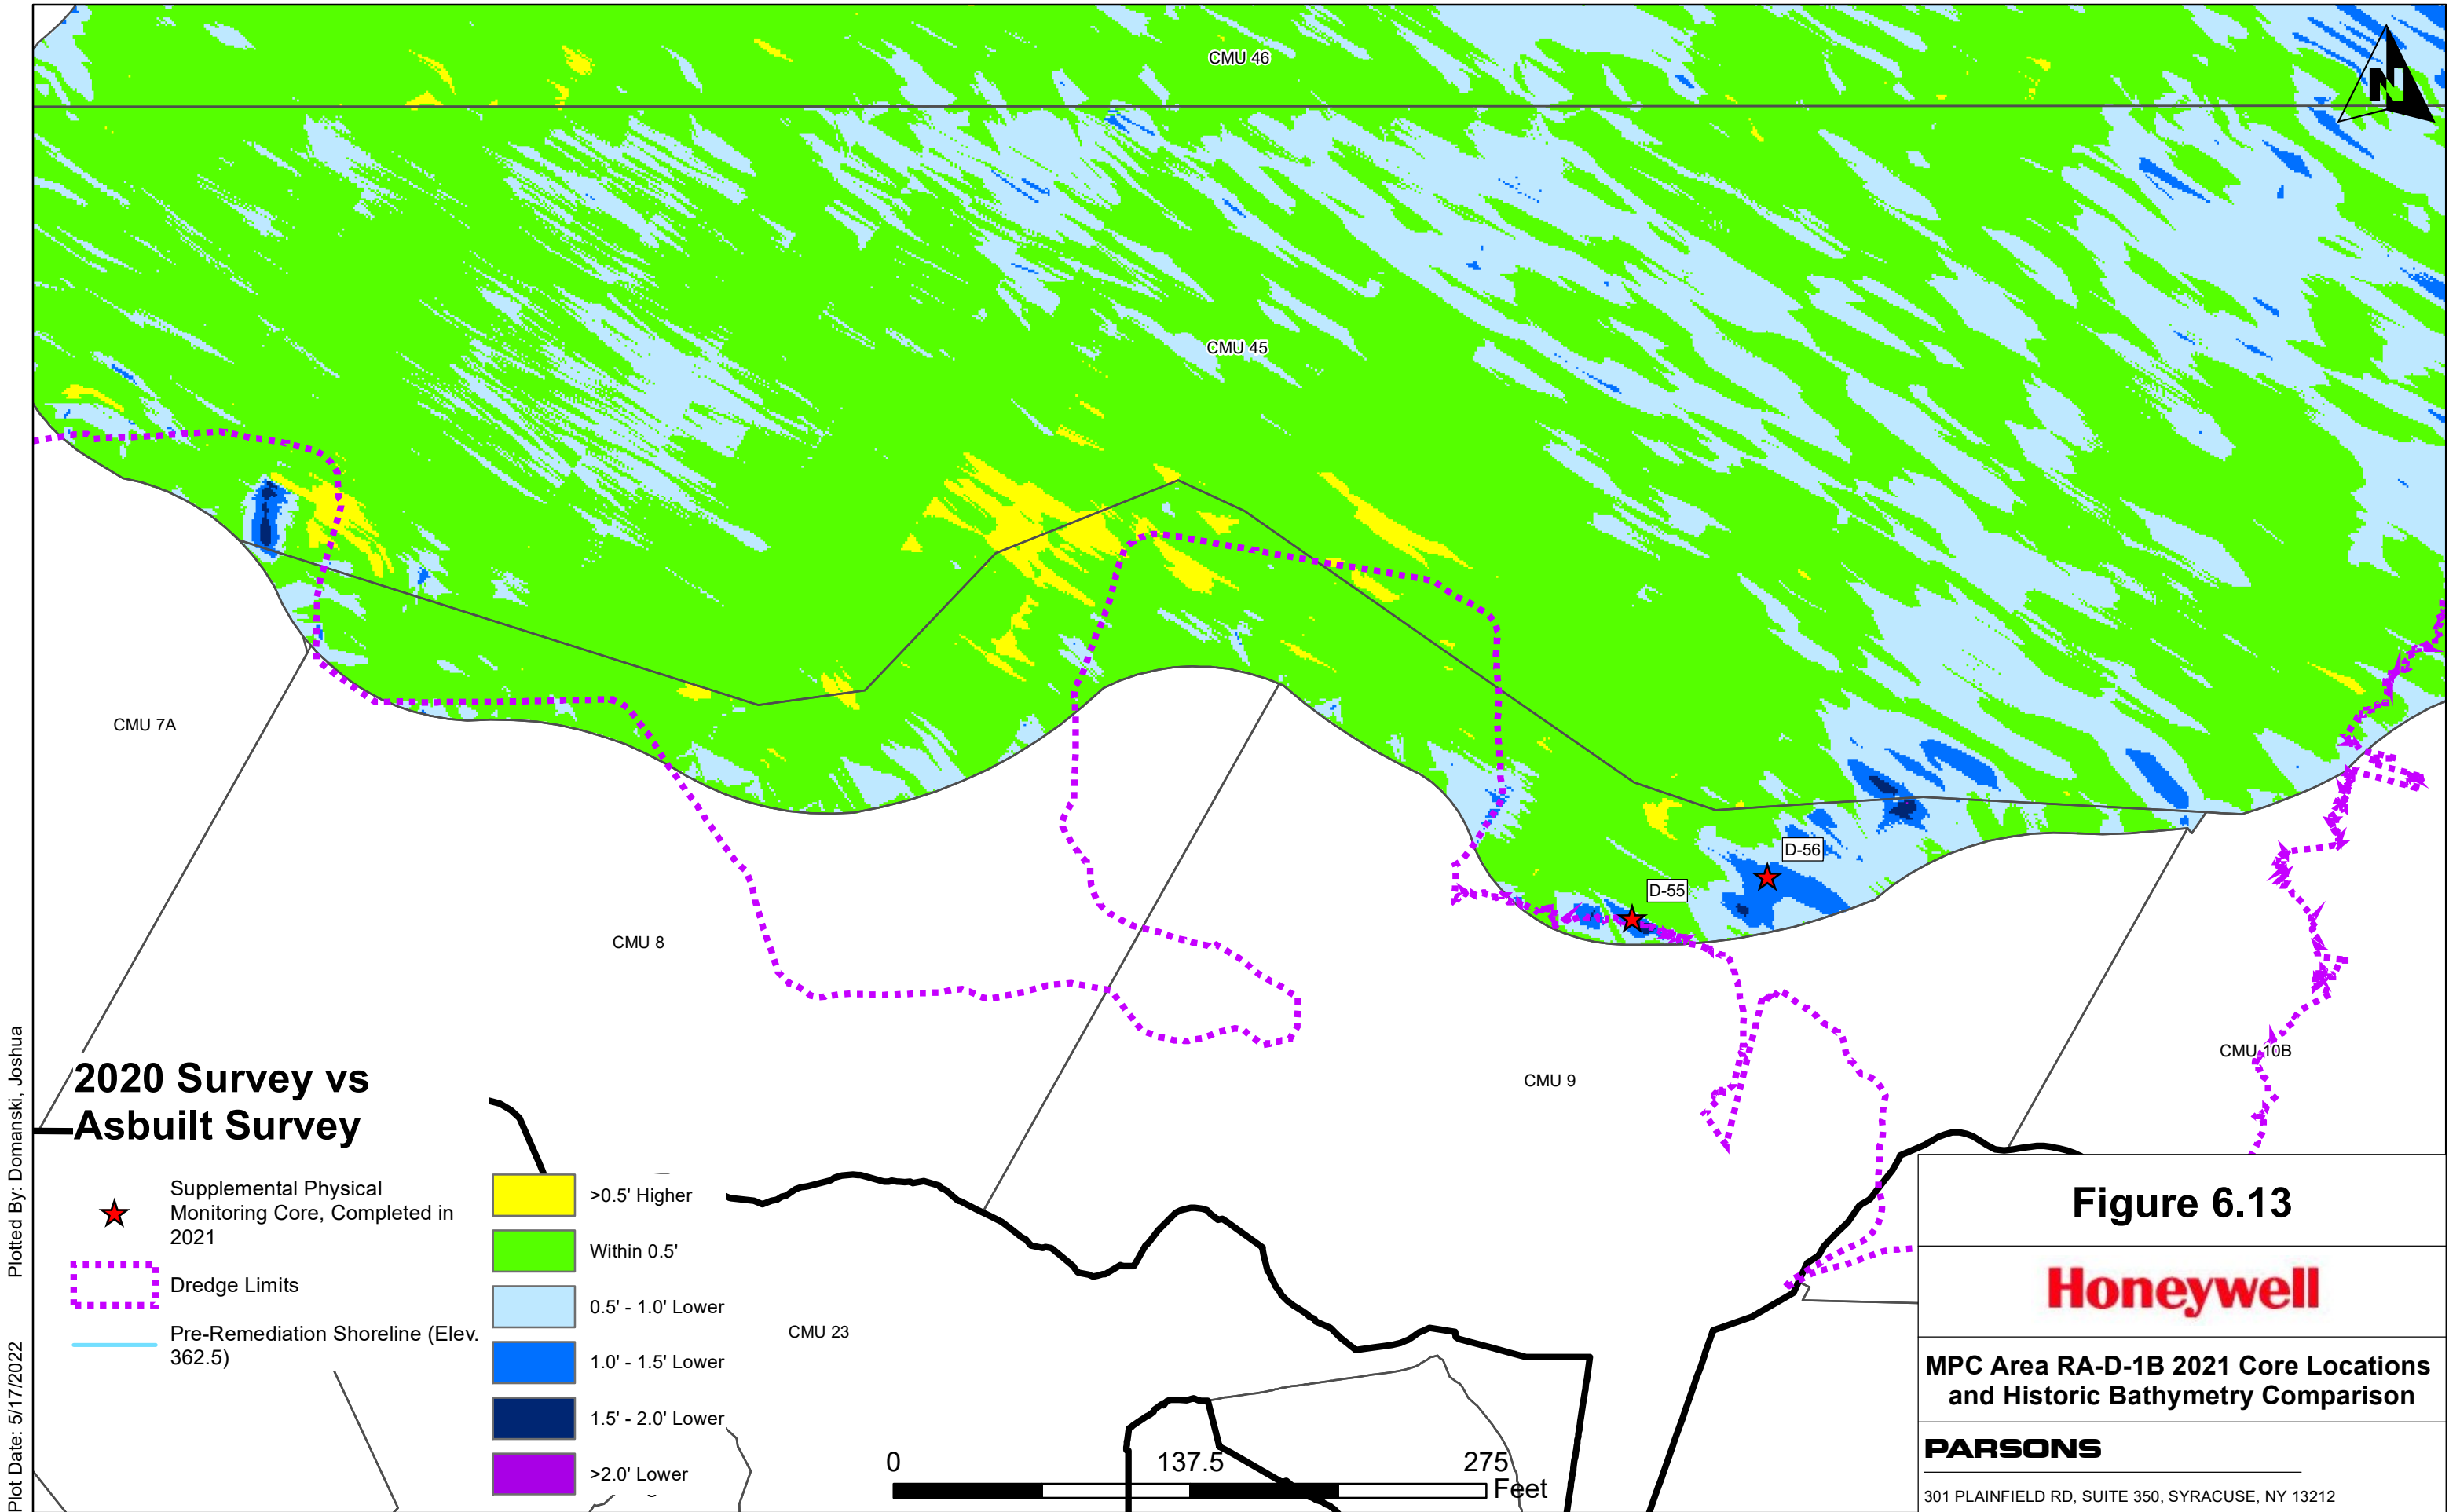 CMU 46
N
CMU 45
CMU 7A
D-56
D-55
CMU 8
CMU 9
CMU 10B
CMU 23
2020 Survey vs
Asbuilt Survey
Supplemental Physical
Monitoring Core, Completed in
2021
Dredge Limits
Pre-Remediation Shoreline (Elev.
362.5)
>0.5' Higher
Within 0.5'
0.5' - 1.0' Lower
1.0' - 1.5' Lower
1.5' - 2.0' Lower
>2.0' Lower
0 137.5 275
Feet
Figure 6.13
Honeywell
MPC Area RA-D-1B 2021 Core Locations
and Historic Bathymetry Comparison
PARSONS
301 PLAINFIELD RD, SUITE 350, SYRACUSE, NY 13212
Plot Date: 5/17/2022 Plotted By: Domanski, Joshua